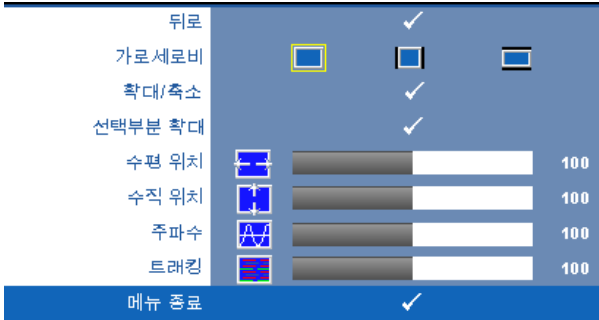 뒤로
가로세로비
확대/축소
선택부분 확대
수평 위치 100
수직 위치 100
주파수 100
트래킹 100
메뉴 종료